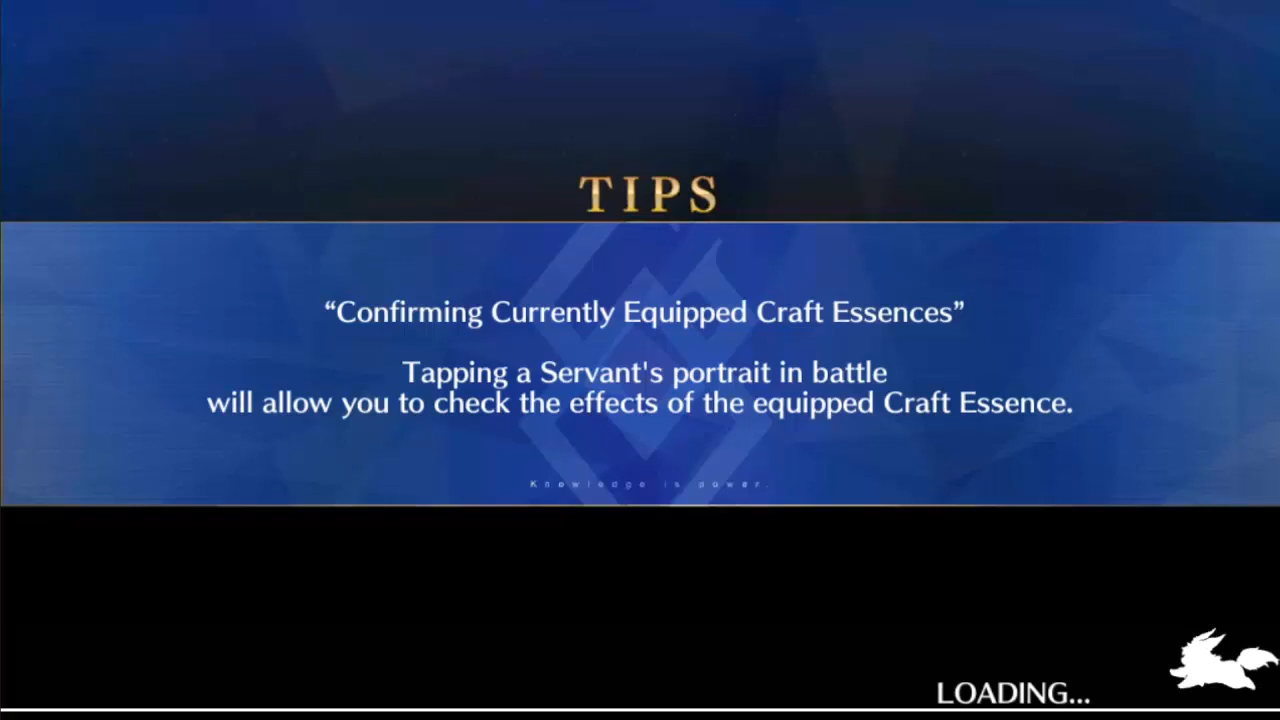 TIPS
“Confirming Currently Equipped Craft Essences”
Tapping a Servant's portrait in battle
will allow you to check the effects of the equipped Craft Essence.
Knowledge is power.
LOADING...